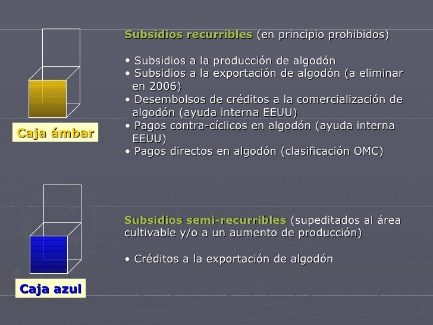 Subsidios recurribles (en principio prohibidos)
• Subsidios a la producción de algodón
• Subsidios a la exportación de algodón (a eliminar
en 2006)
• Desembolsos de créditos a la comercialización de
algodón (ayuda interna EEUU)
• Pagos contra-cíclicos en algodón (ayuda interna
EEUU)
• Pagos directos en algodón (clasificación OMC)
Caja ámbar
Subsidios semi-recurribles (supeditados al área
cultivable y/o a un aumento de producción)
• Créditos a la exportación de algodón
Caja azul